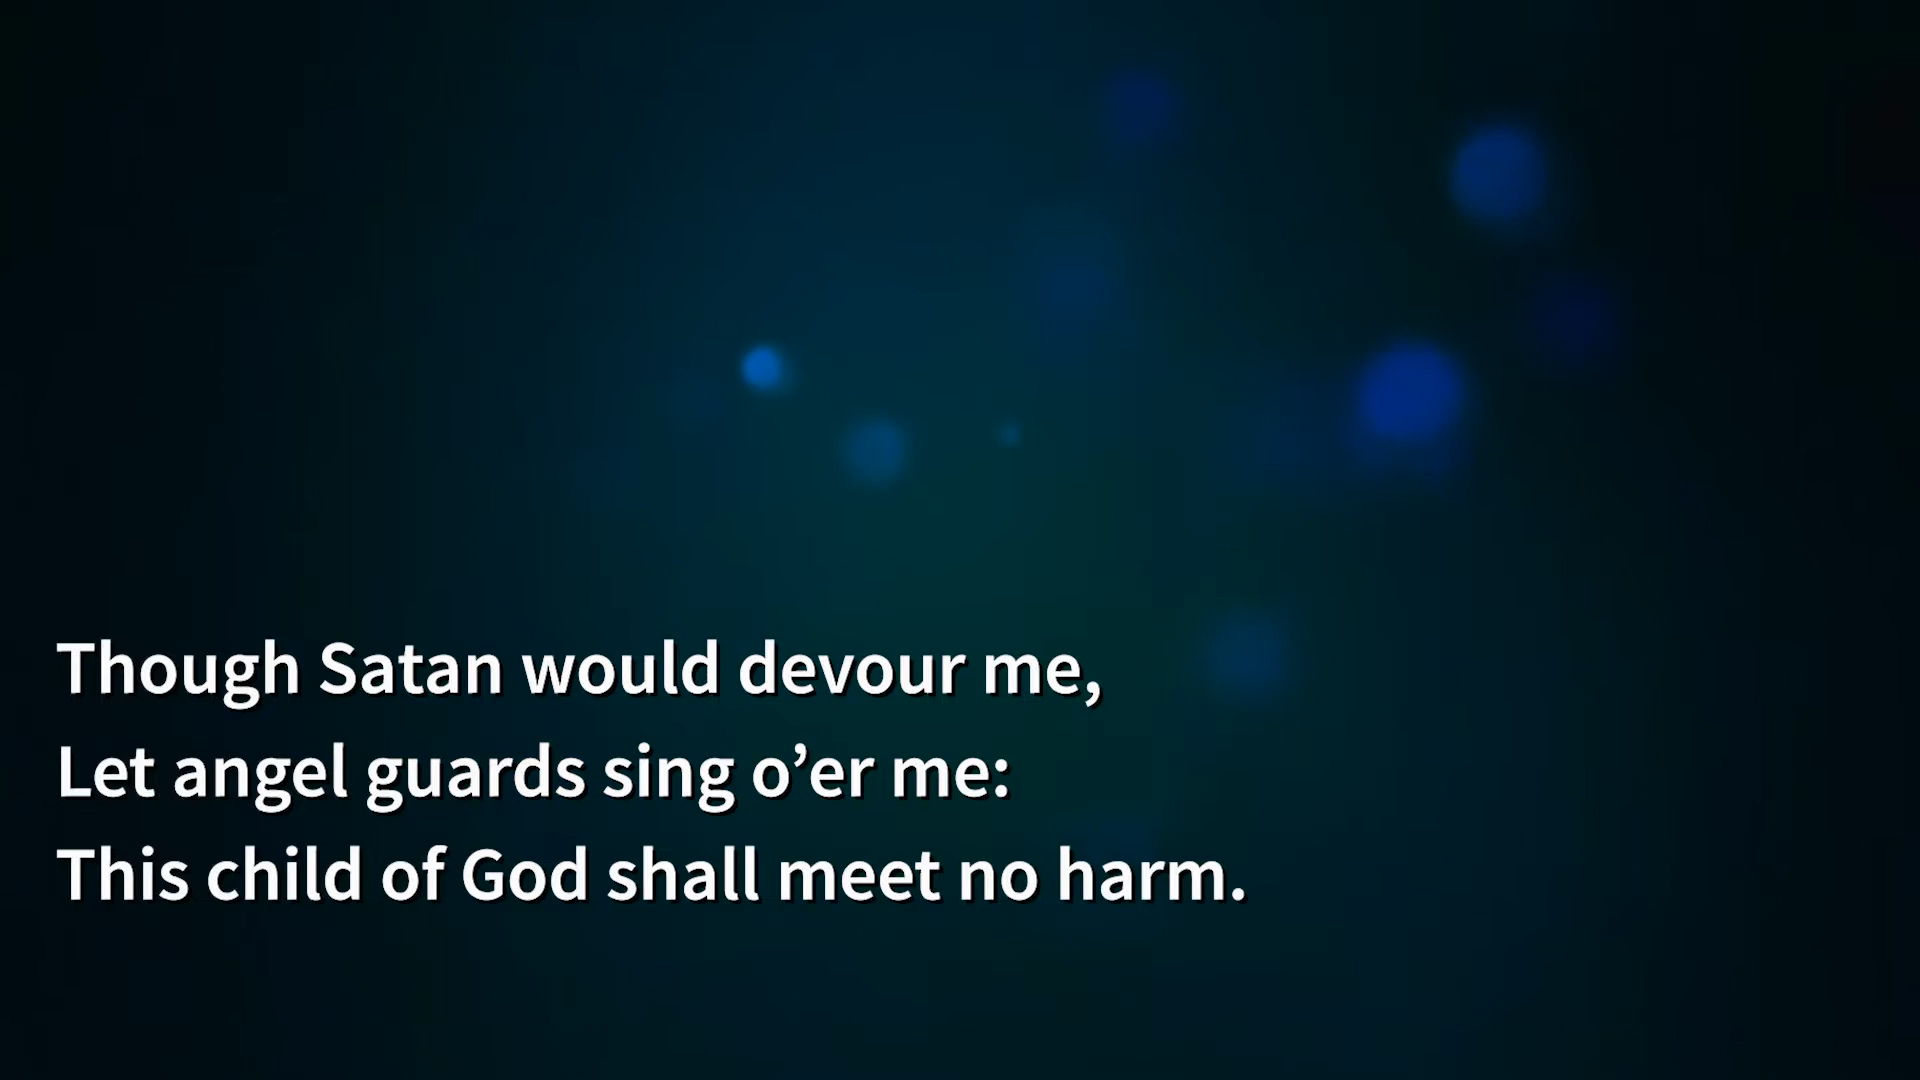 Though Satan would devour me,
Let angel guards sing o’er me:
This child of God shall meet no harm.